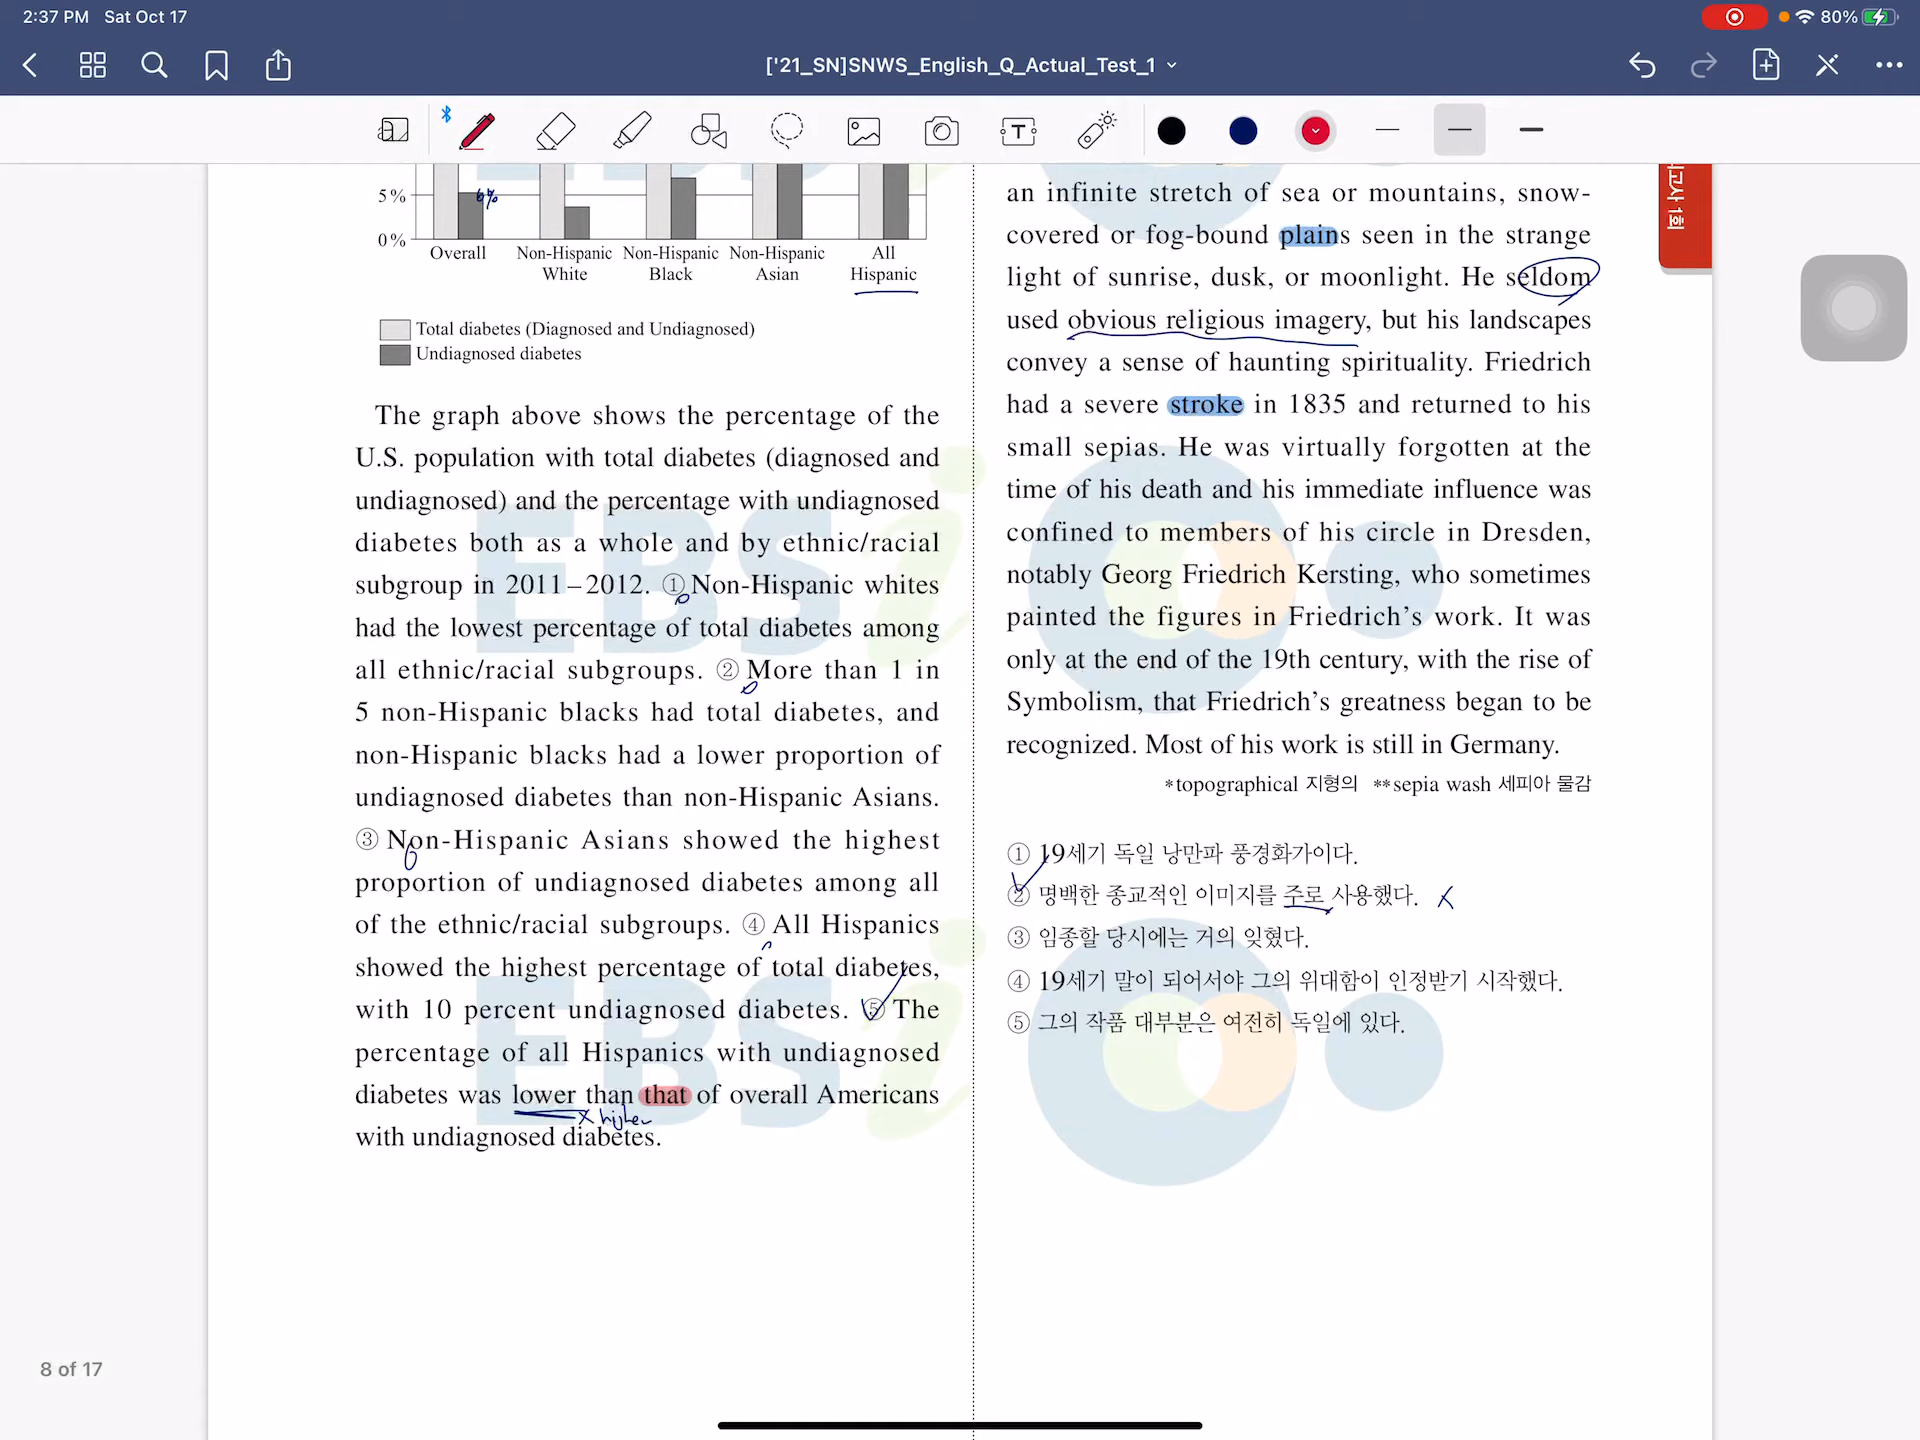 2:37 PM Sat Oct 17
80%
['21_SN]SNWS_English_Q_Actual_Test_1
5%
6%
0%
Overall
Non-Hispanic White
Non-Hispanic Black
Non-Hispanic Asian
All Hispanic
Total diabetes (Diagnosed and Undiagnosed)
Undiagnosed diabetes
The graph above shows the percentage of the
U.S. population with total diabetes (diagnosed and
undiagnosed) and the percentage with undiagnosed
diabetes both as a whole and by ethnic/racial
subgroup in 2011–2012. ① Non-Hispanic whites
had the lowest percentage of total diabetes among
all ethnic/racial subgroups. ② More than 1 in
5 non-Hispanic blacks had total diabetes, and
non-Hispanic blacks had a lower proportion of
undiagnosed diabetes than non-Hispanic Asians.
③ Non-Hispanic Asians showed the highest
proportion of undiagnosed diabetes among all
of the ethnic/racial subgroups. ④ All Hispanics
showed the highest percentage of total diabetes,
with 10 percent undiagnosed diabetes. ⑤ The
percentage of all Hispanics with undiagnosed
diabetes was lower than that of overall Americans
x higher
with undiagnosed diabetes.
an infinite stretch of sea or mountains, snow-
covered or fog-bound plains seen in the strange
light of sunrise, dusk, or moonlight. He seldom
used obvious religious imagery, but his landscapes
convey a sense of haunting spirituality. Friedrich
had a severe stroke in 1835 and returned to his
small sepias. He was virtually forgotten at the
time of his death and his immediate influence was
confined to members of his circle in Dresden,
notably Georg Friedrich Kersting, who sometimes
painted the figures in Friedrich's work. It was
only at the end of the 19th century, with the rise of
Symbolism, that Friedrich's greatness began to be
recognized. Most of his work is still in Germany.
*topographical 지형의 **sepia wash 세피아 물감
① 19세기 독일 낭만파 풍경화가이다.
② 명백한 종교적인 이미지를 주로 사용했다. x
③ 임종할 당시에는 거의 잊혔다.
④ 19세기 말이 되어서야 그의 위대함이 인정받기 시작했다.
⑤ 그의 작품 대부분은 여전히 독일에 있다.
고사 1회
EBSi
EBSi
8 of 17